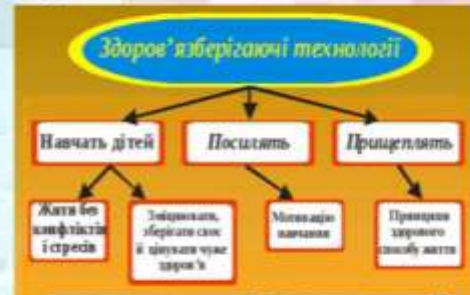 Здоров'язберігаючі технології
Навчать дітей
Посилять
Прищеплять
Жити без
конфліктів
і стресів
Зміцнювати,
зберігати своє
й цінувати чуже
здоров'я
Мотивацію
навчання
Принципи
здорового
способу життя